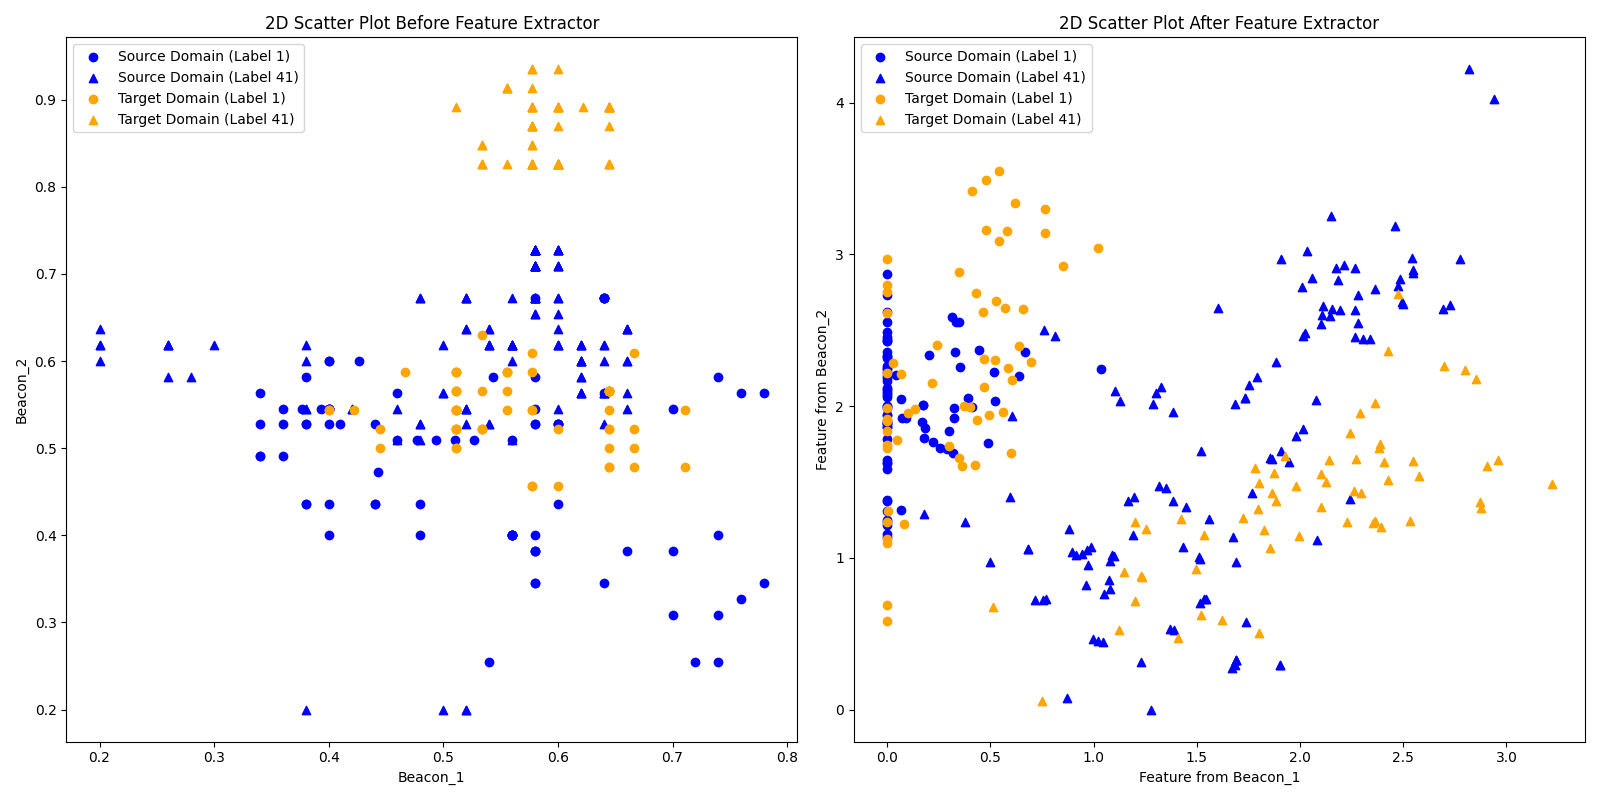 2D Scatter Plot Before Feature Extractor
Source Domain (Label 1)
Source Domain (Label 41)
Target Domain (Label 1)
Target Domain (Label 41)
0.9
0.8
0.7
0.6
0.5
0.4
0.3
0.2
Beacon_2
0.2 0.3 0.4 0.5 0.6 0.7 0.8
Beacon_1
2D Scatter Plot After Feature Extractor
Source Domain (Label 1)
Source Domain (Label 41)
Target Domain (Label 1)
Target Domain (Label 41)
4
3
2
1
0
Feature from Beacon_2
0.0 0.5 1.0 1.5 2.0 2.5 3.0
Feature from Beacon_1